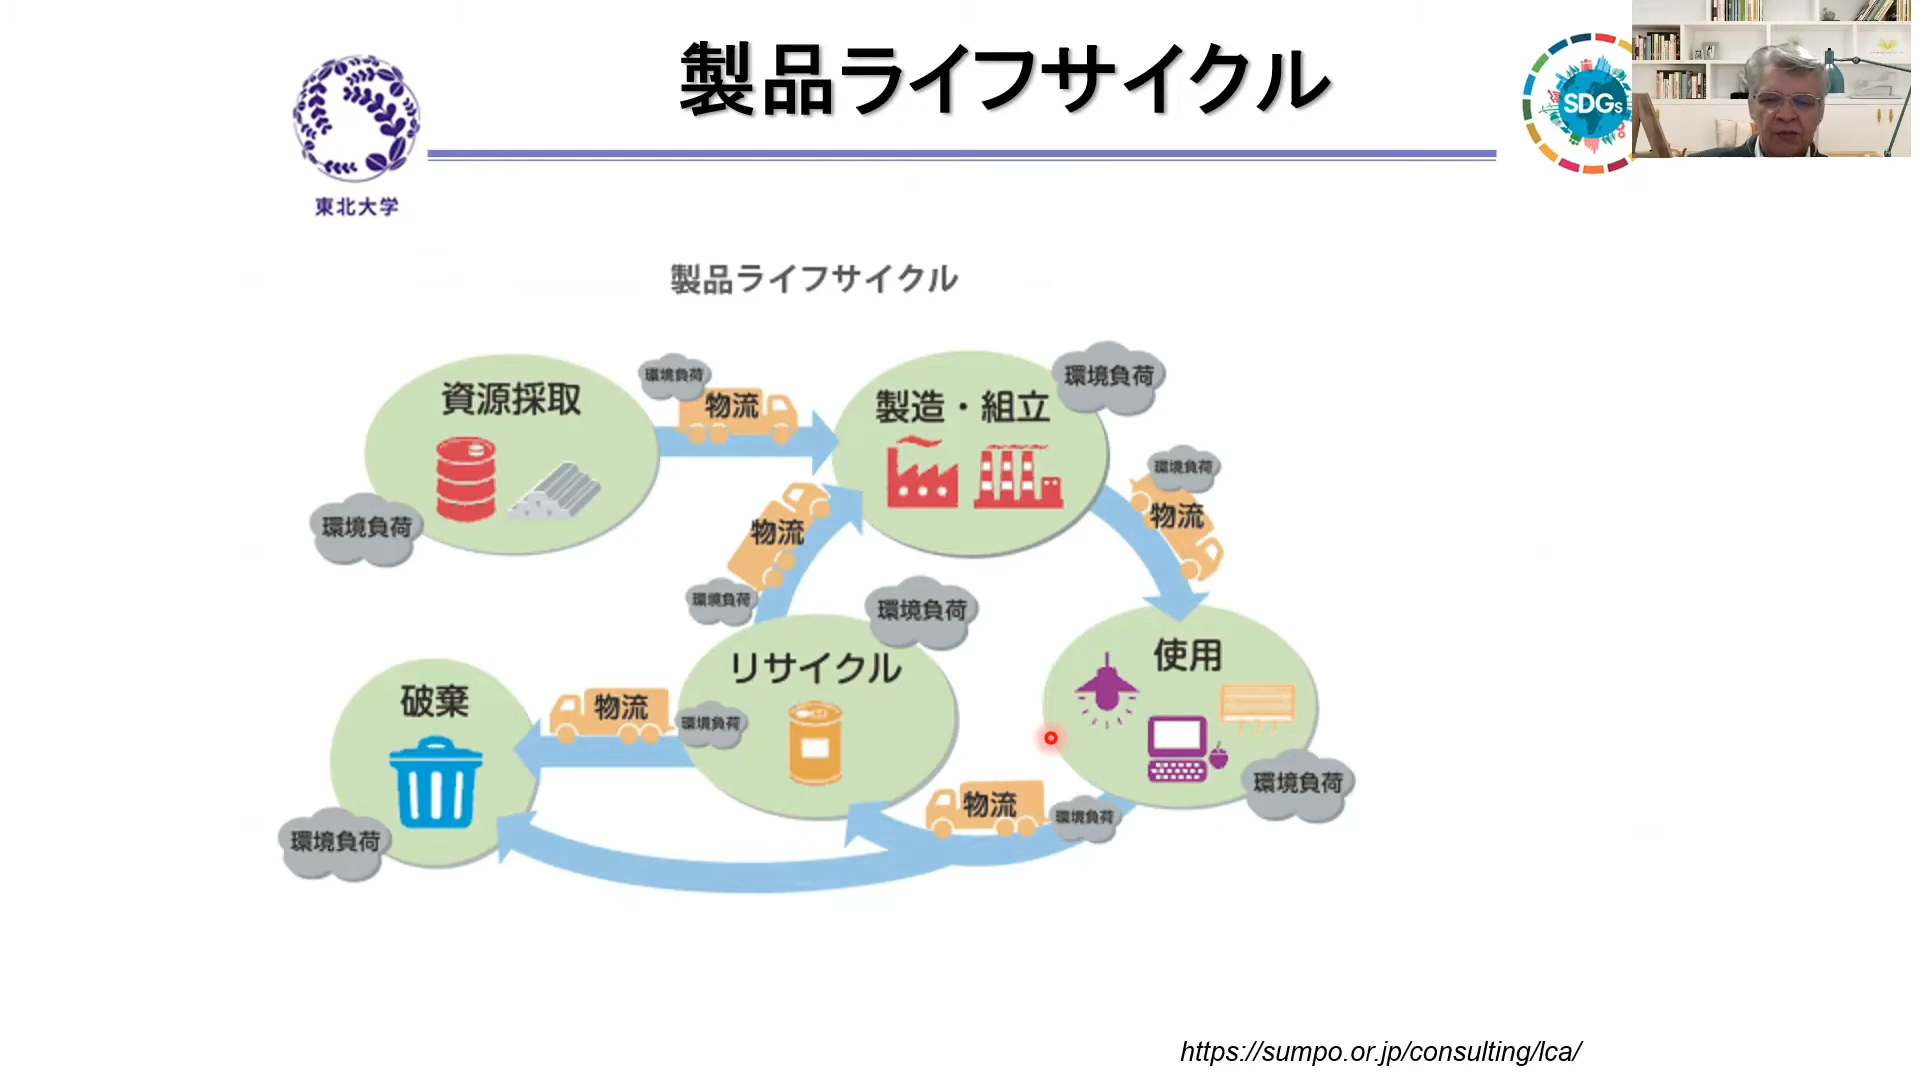 製品ライフサイクル
SDGs
東北大学
製品ライフサイクル
資源採取
環境負荷
環境負荷
物流
製造・組立
環境負荷
環境負荷
物流
物流
環境負荷
環境負荷
リサイクル
使用
環境負荷
破棄
物流
環境負荷
環境負荷
物流
環境負荷
https://sumpo.or.jp/consulting/lca/